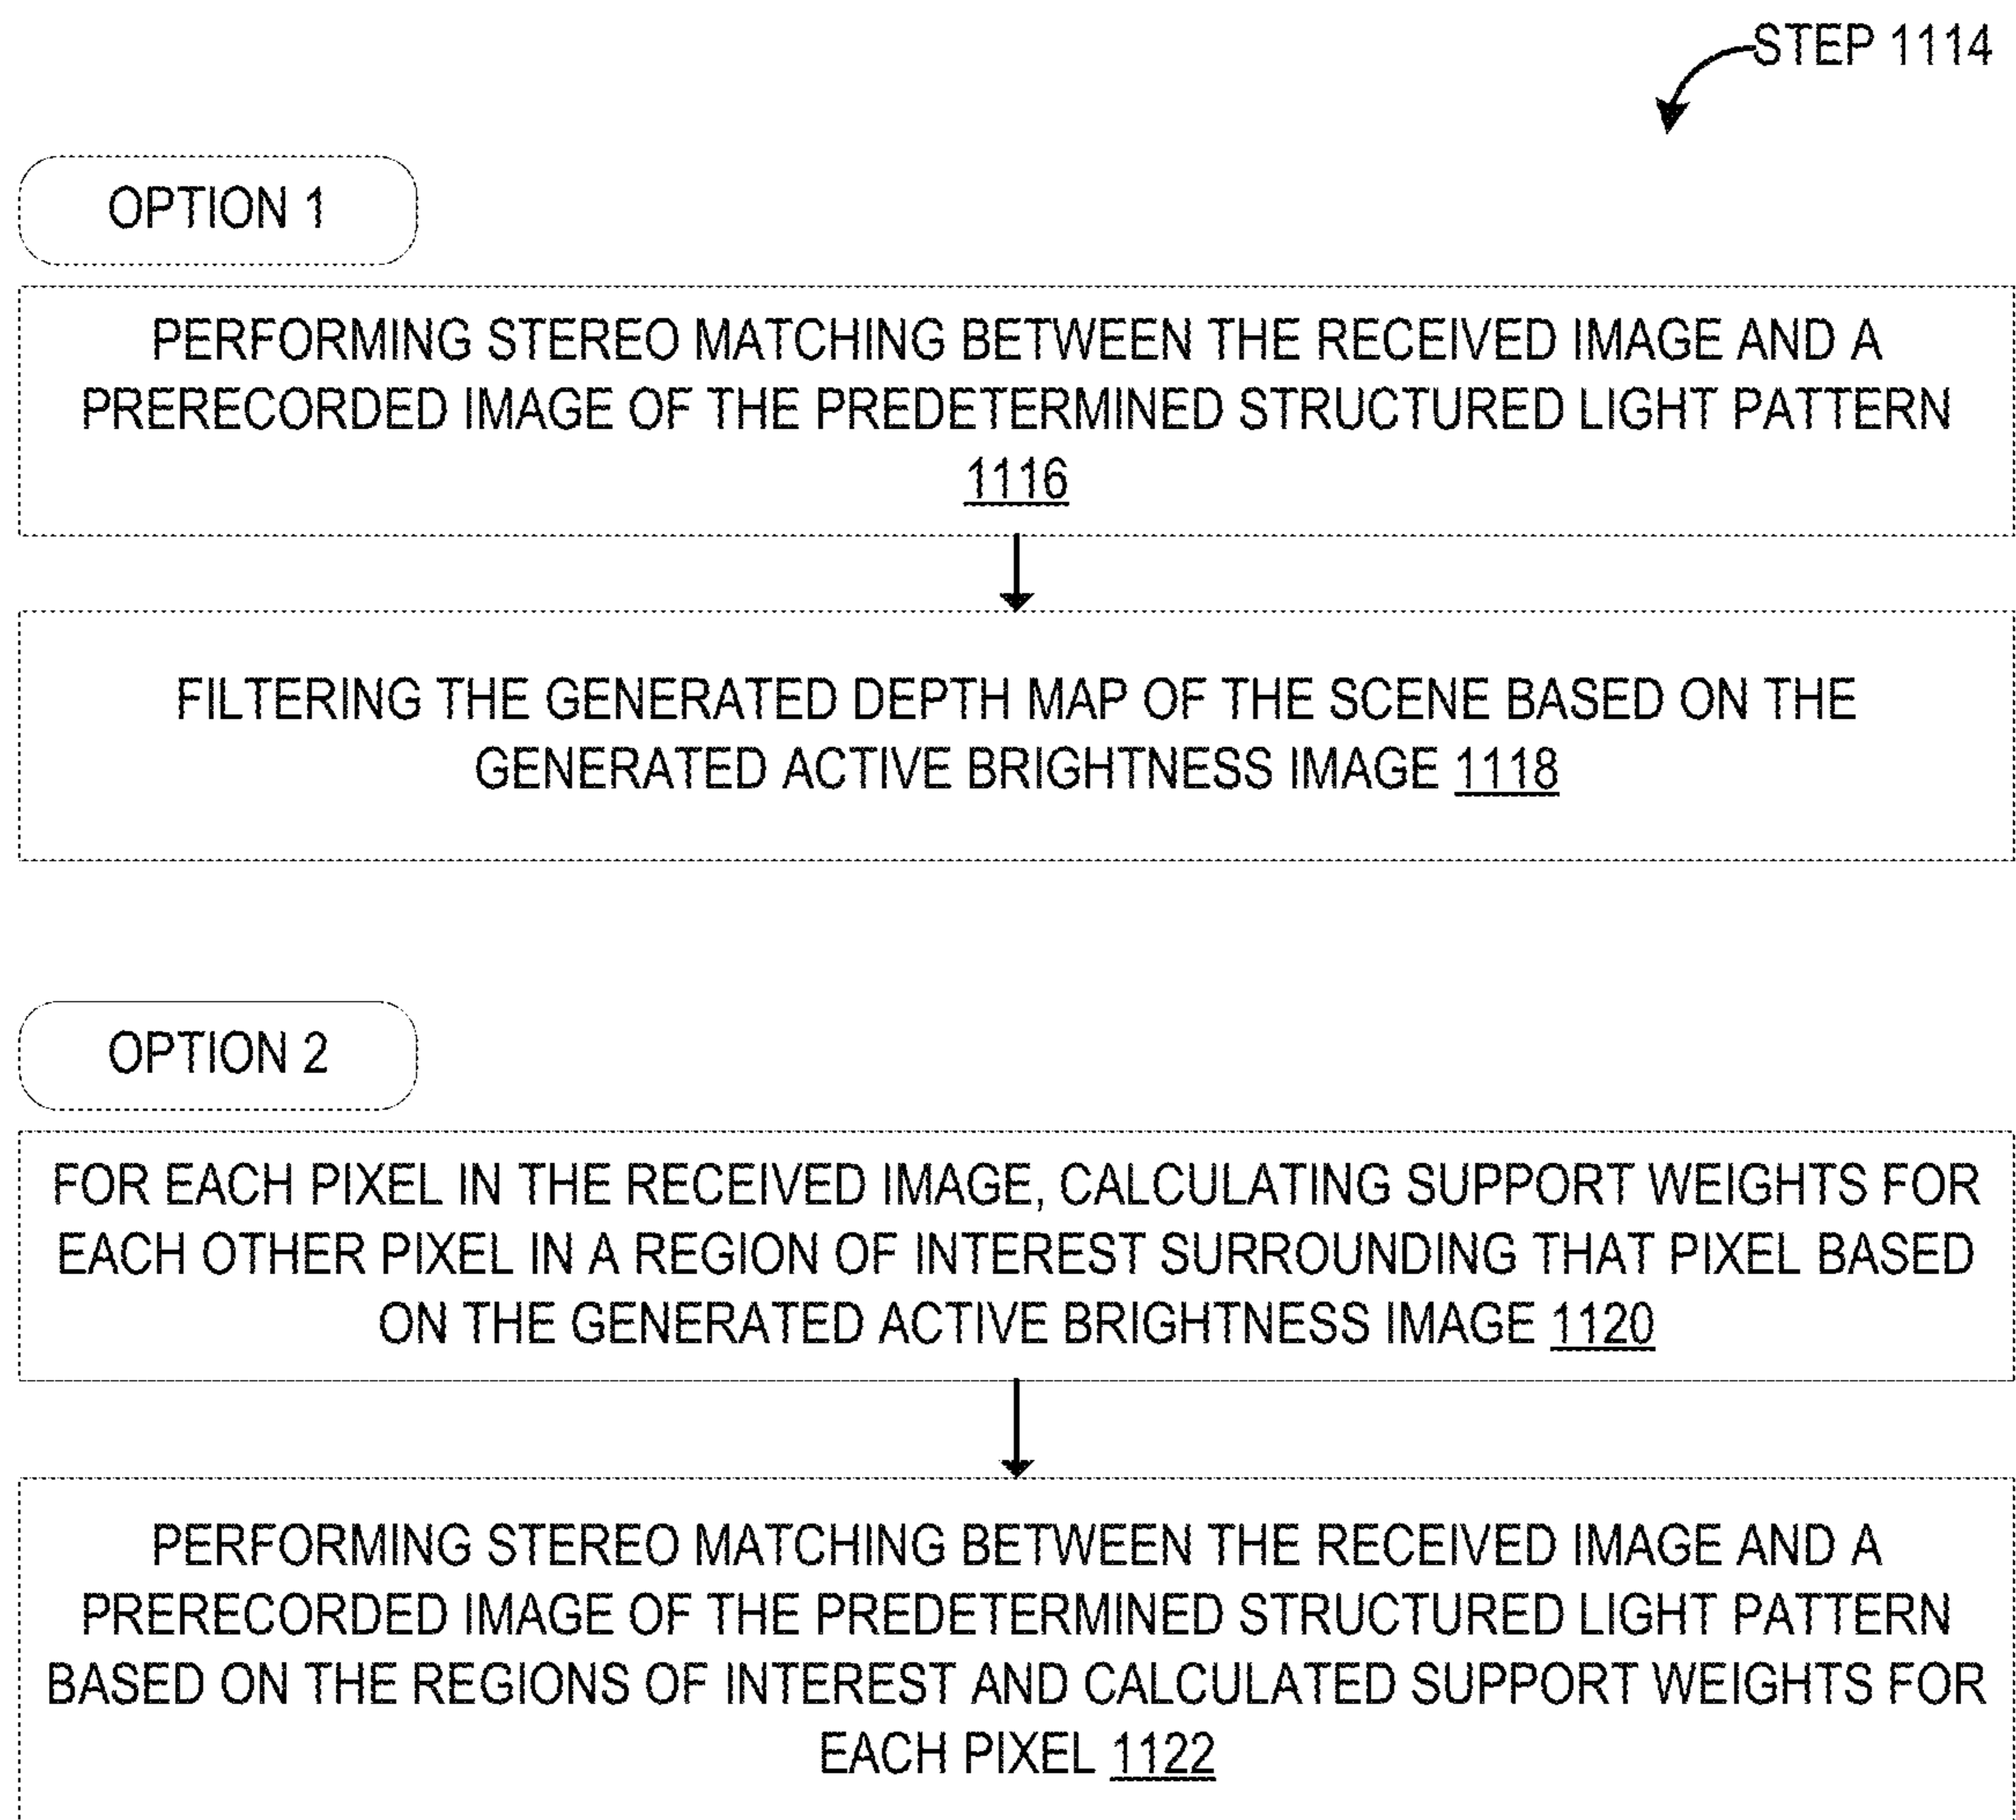 STEP 1114
OPTION 1
PERFORMING STEREO MATCHING BETWEEN THE RECEIVED IMAGE AND A
PRERECORDED IMAGE OF THE PREDETERMINED STRUCTURED LIGHT PATTERN
1116
FILTERING THE GENERATED DEPTH MAP OF THE SCENE BASED ON THE
GENERATED ACTIVE BRIGHTNESS IMAGE 1118
OPTION 2
FOR EACH PIXEL IN THE RECEIVED IMAGE, CALCULATING SUPPORT WEIGHTS FOR
EACH OTHER PIXEL IN A REGION OF INTEREST SURROUNDING THAT PIXEL BASED
ON THE GENERATED ACTIVE BRIGHTNESS IMAGE 1120
PERFORMING STEREO MATCHING BETWEEN THE RECEIVED IMAGE AND A
PRERECORDED IMAGE OF THE PREDETERMINED STRUCTURED LIGHT PATTERN
BASED ON THE REGIONS OF INTEREST AND CALCULATED SUPPORT WEIGHTS FOR
EACH PIXEL 1122